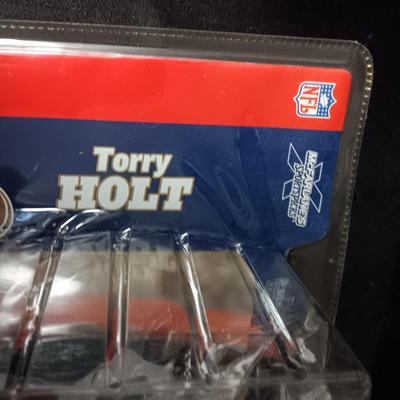 NFL
Torry
HOLT
McFARLANE'S
SPORTSPICKS